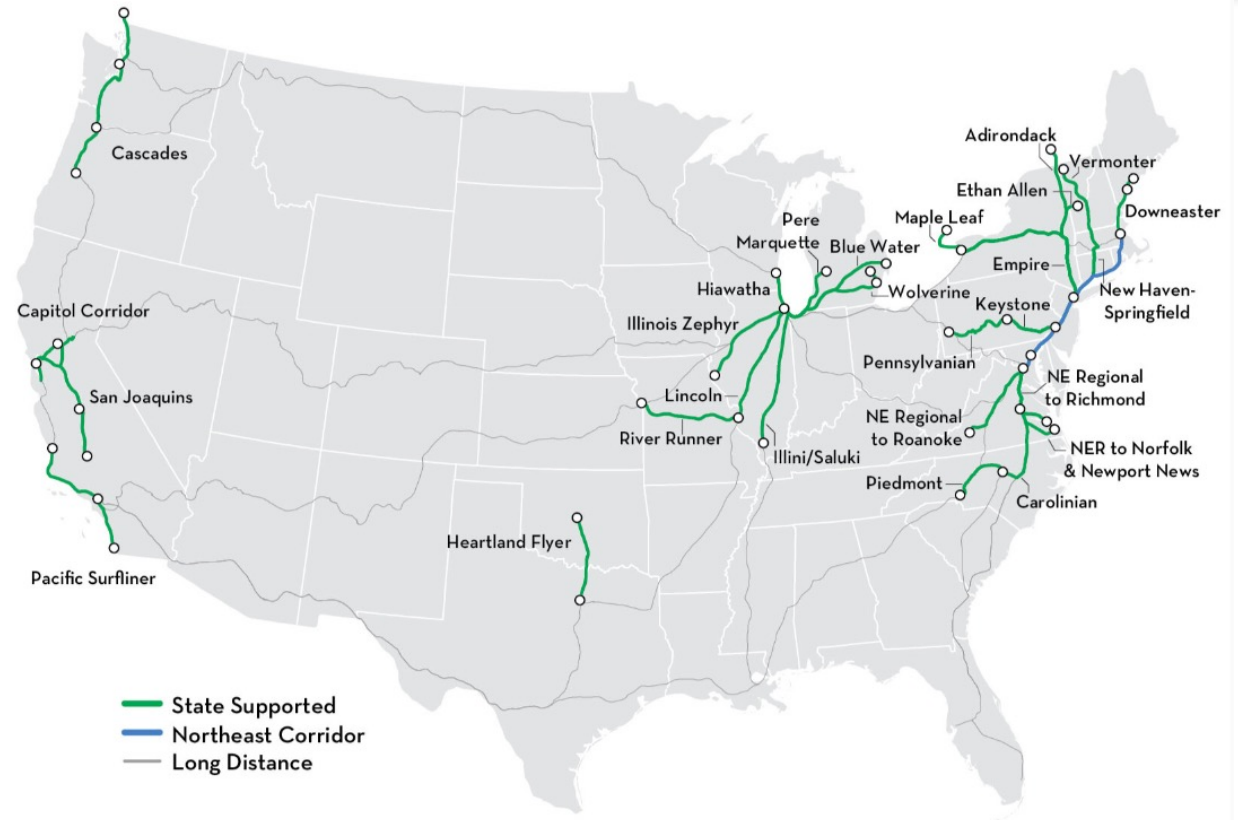 Adirondack
Vermonter
Cascades
Ethan Allen
Pere
Marquette
Maple Leaf
Downeaster
Blue Water
Empire
Hiawatha
Wolverine
New Haven-
Springfield
Keystone
Capitol Corridor
Illinois Zephyr
Pennsylvanian
NE Regional
to Richmond
San Joaquins
Lincoln
River Runner
NE Regional
to Roanoke
Illini/Saluki
NER to Norfolk
& Newport News
Piedmont
Carolinian
Heartland Flyer
Pacific Surfliner
State Supported
Northeast Corridor
Long Distance